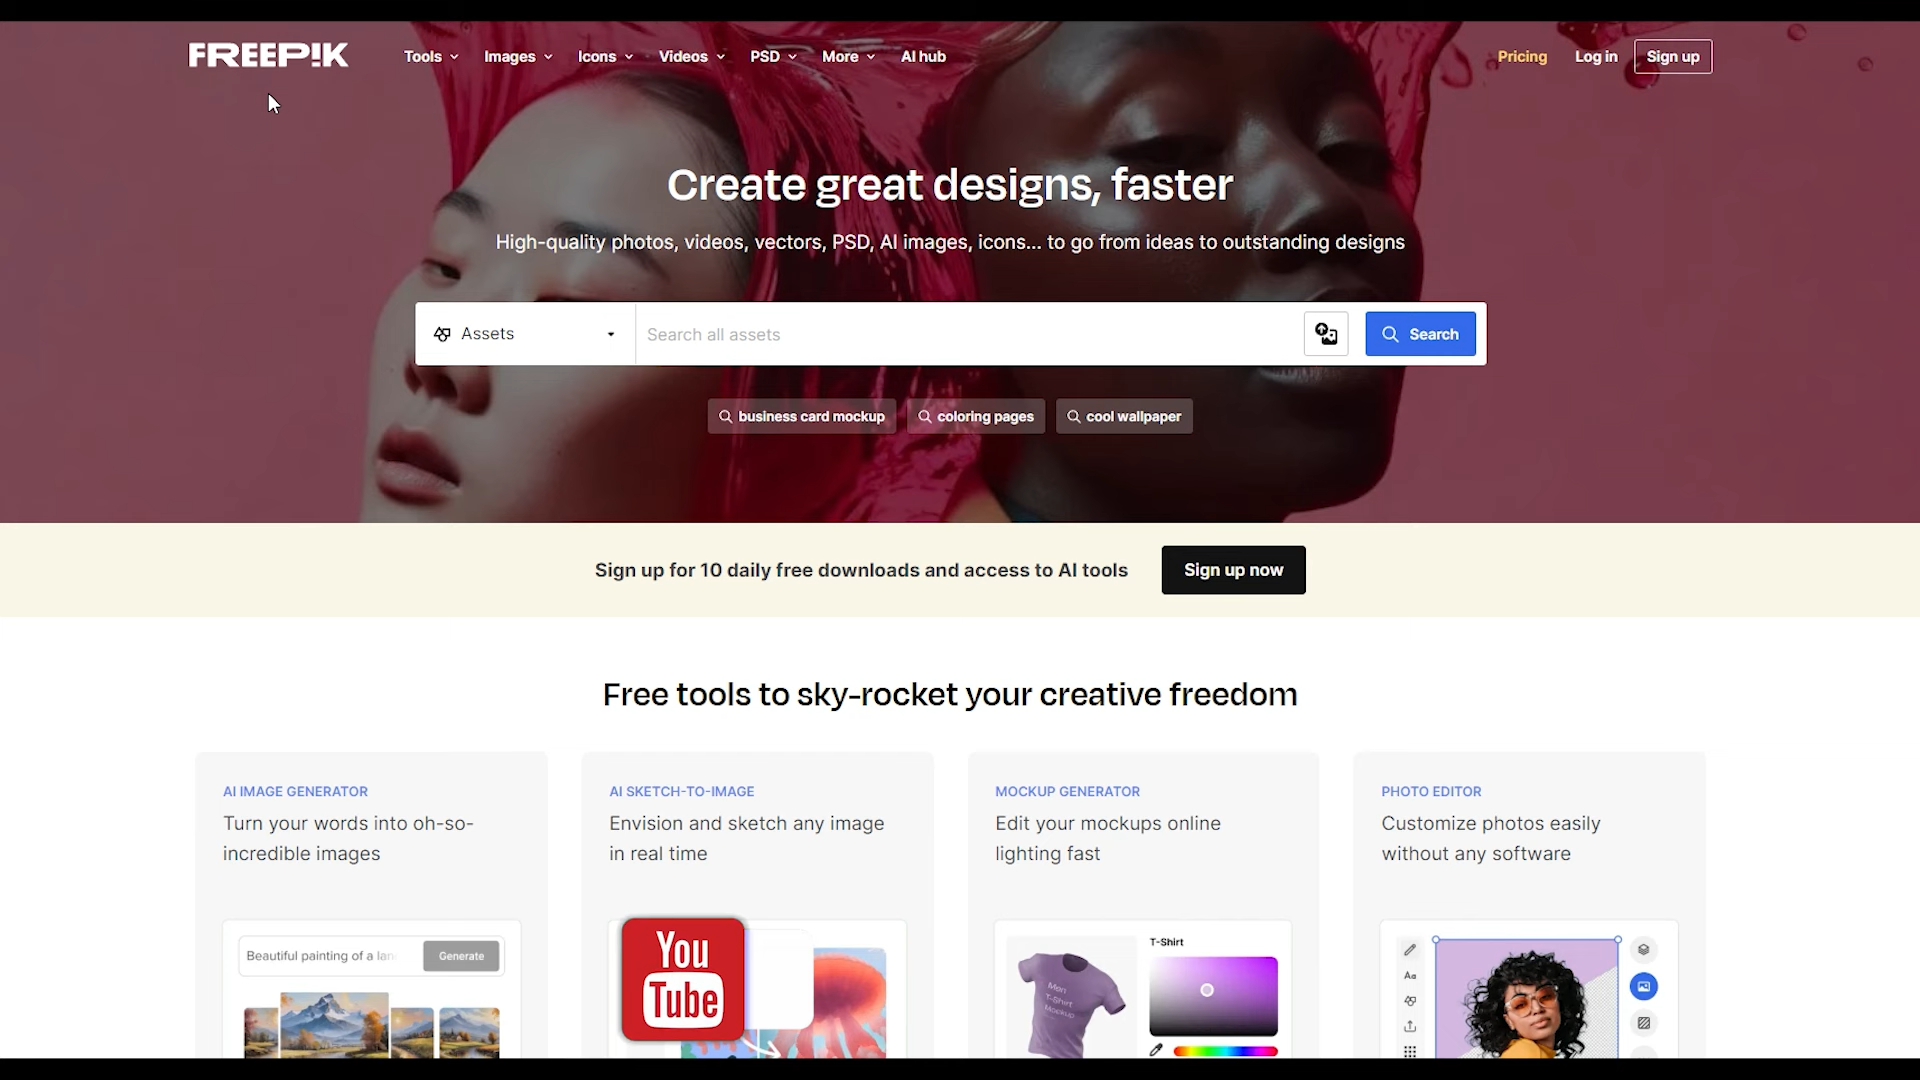 FREEP!K
Tools
Images
Icons
Videos
PSD
More
AI hub
Pricing
Log in
Sign up
Create great designs, faster
High-quality photos, videos, vectors, PSD, AI images, icons... to go from ideas to outstanding designs
Assets
Search all assets
Search
business card mockup
coloring pages
cool wallpaper
Sign up for 10 daily free downloads and access to AI tools
Sign up now
Free tools to sky-rocket your creative freedom
AI IMAGE GENERATOR
Turn your words into oh-so-
incredible images
Beautiful painting of a lan
Generate
AI SKETCH-TO-IMAGE
Envision and sketch any image
in real time
You
Tube
MOCKUP GENERATOR
Edit your mockups online
lighting fast
Men
T-Shirt
Mockup
T-Shirt
PHOTO EDITOR
Customize photos easily
without any software
Aa